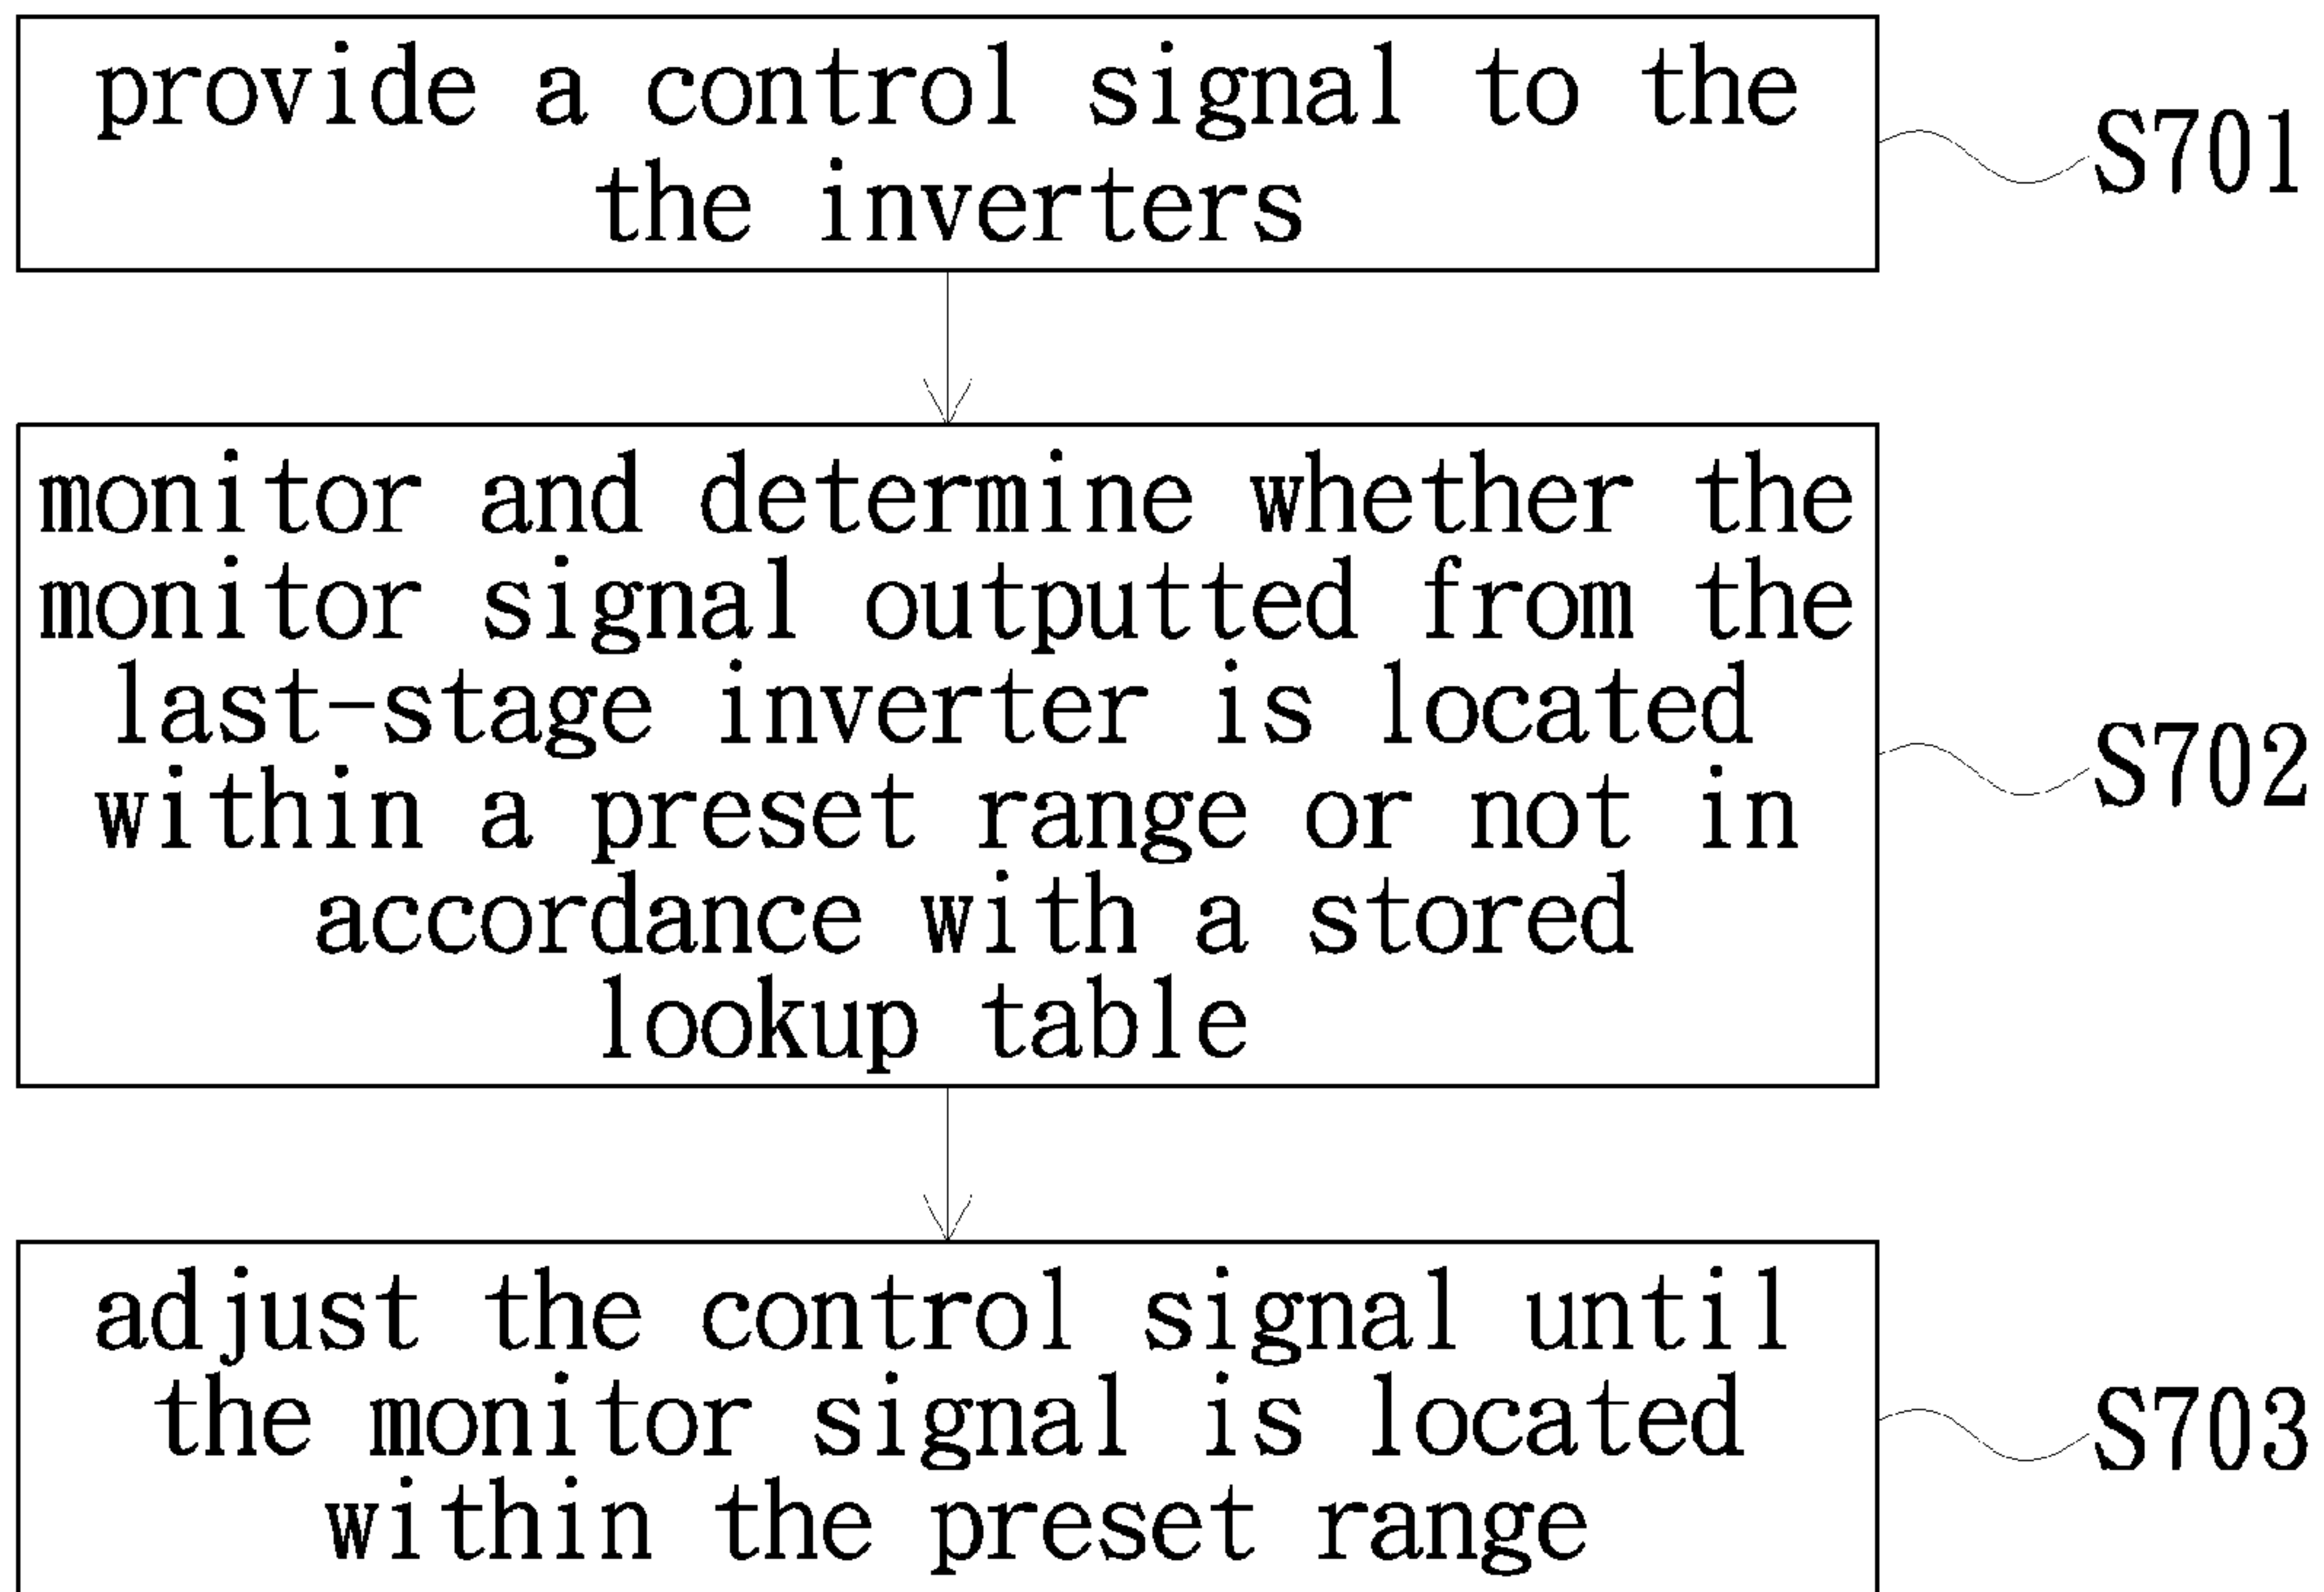 provide a control signal to the
the inverters
S701
monitor and determine whether the
monitor signal outputted from the
last-stage inverter is located
within a preset range or not in
accordance with a stored
lookup table
S702
adjust the control signal until
the monitor signal is located
within the preset range
S703